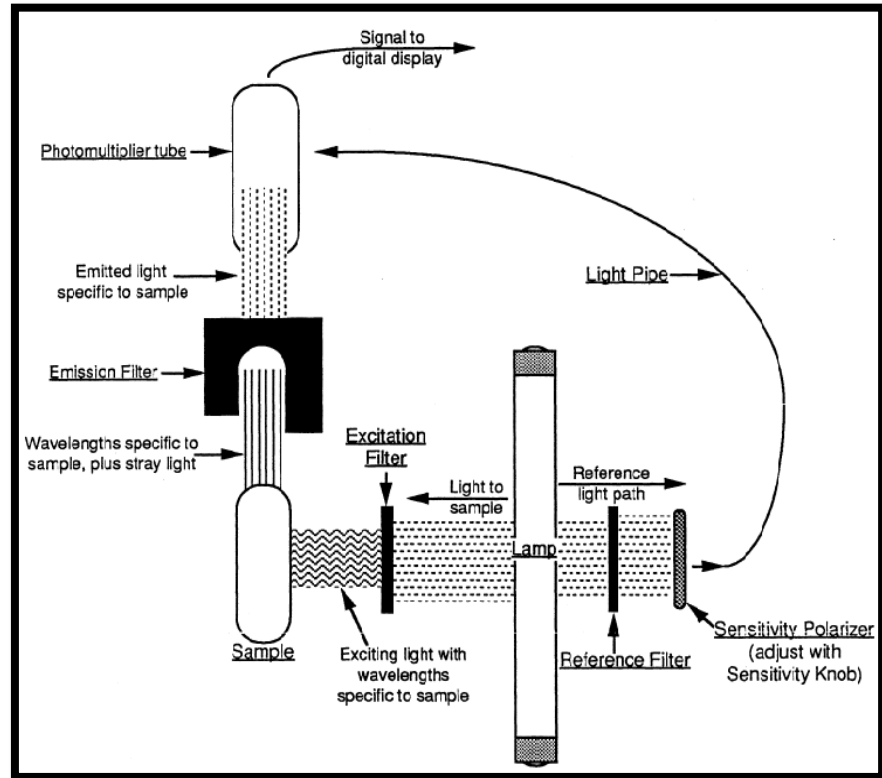 Signal to
digital display
Photomultiplier tube
Emitted light
specific to sample
Light Pipe
Emission Filter
Wavelengths specific to
sample, plus stray light
Excitation
Filter
Light to
sample
Reference
light path
Lamp
Sample
Exciting light with
wavelengths
specific to sample
Reference Filter
Sensitivity Polarizer
(adjust with
Sensitivity Knob)